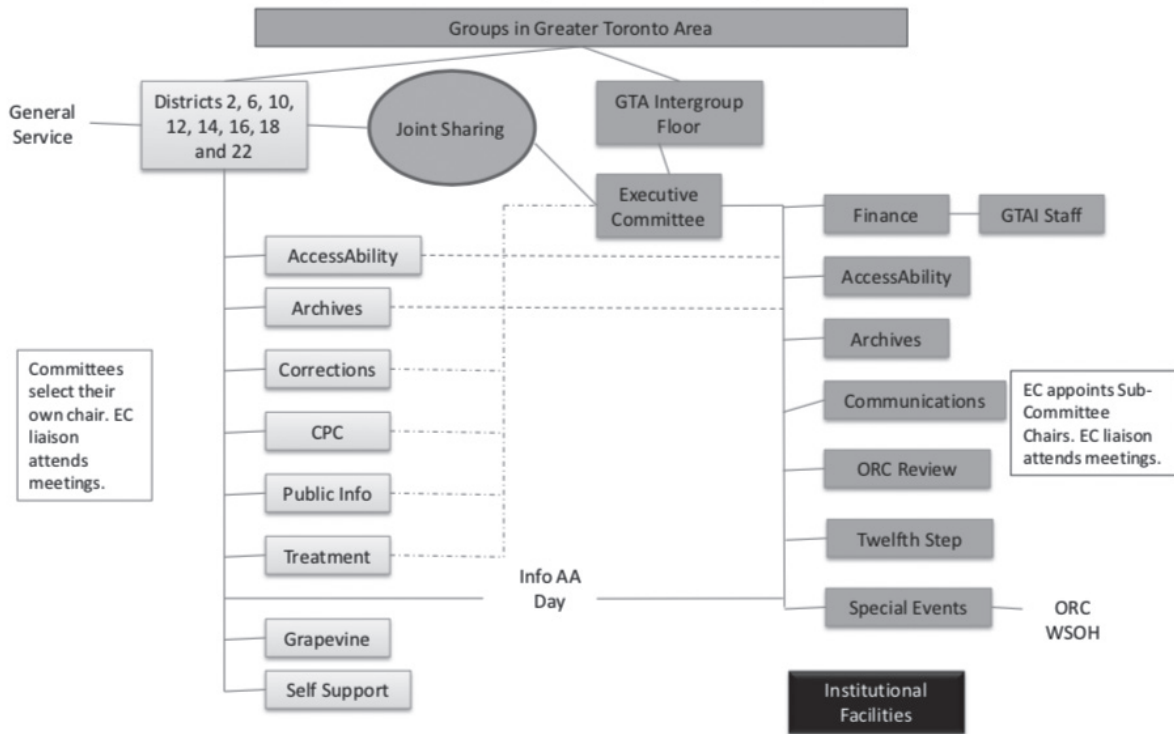 Groups in Greater Toronto Area
General
Service
Districts 2, 6, 10,
12, 14, 16, 18
and 22
Joint Sharing
GTA Intergroup
Floor
Executive
Committee
Finance
GTAI Staff
AccessAbility
Archives
Corrections
CPC
Public Info
Treatment
Grapevine
Self Support
Committees
select their
own chair. EC
liaison
attends
meetings.
Info AA
Day
AccessAbility
Archives
Communications
ORC Review
Twelfth Step
Special Events
ORC
WSOH
EC appoints Sub-
Committee
Chairs. EC liaison
attends meetings.
Institutional
Facilities